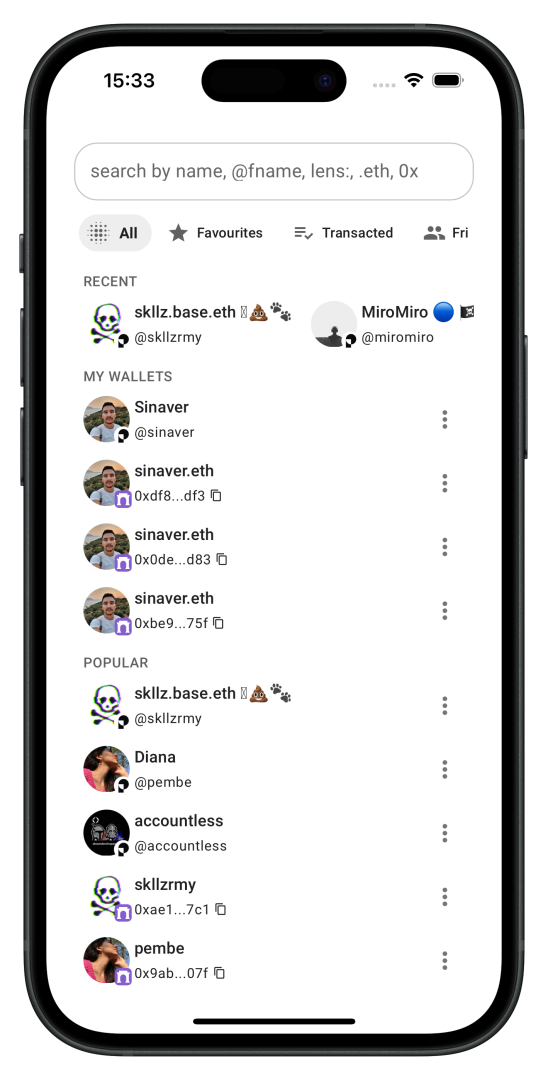 15:33
search by name, @fname, lens:, .eth, 0x
All Favourites Transacted Fri
RECENT
skllz.base.eth 💩🐾 MiroMiro 🔵
@skllzrmy @miromiro
MY WALLETS
Sinaver
@sinaver
sinaver.eth
0xdf8...df3
sinaver.eth
0x0de...d83
sinaver.eth
0xbe9...75f
POPULAR
skllz.base.eth 💩🐾
@skllzrmy
Diana
@pembe
accountless
@accountless
skllzrmy
0xae1...7c1
pembe
0x9ab...07f